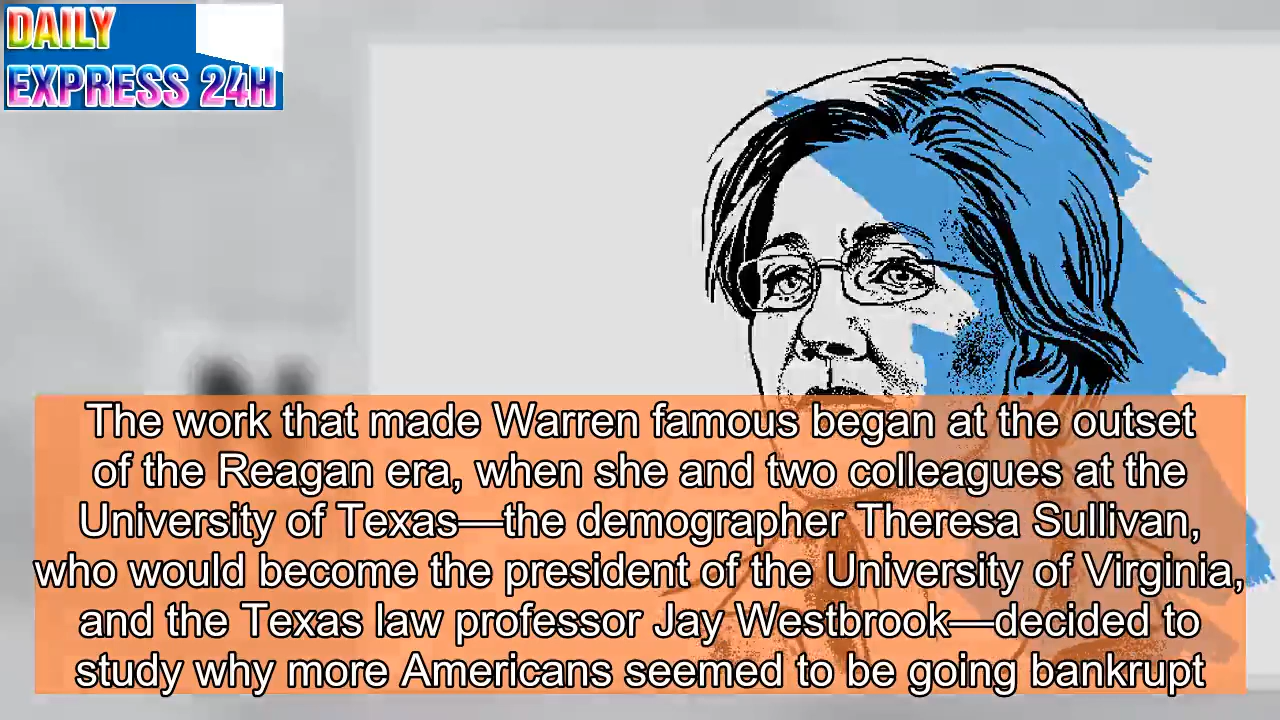 DAILY
EXPRESS 24H
The work that made Warren famous began at the outset
of the Reagan era, when she and two colleagues at the
University of Texas—the demographer Theresa Sullivan,
who would become the president of the University of Virginia,
and the Texas law professor Jay Westbrook—decided to
study why more Americans seemed to be going bankrupt